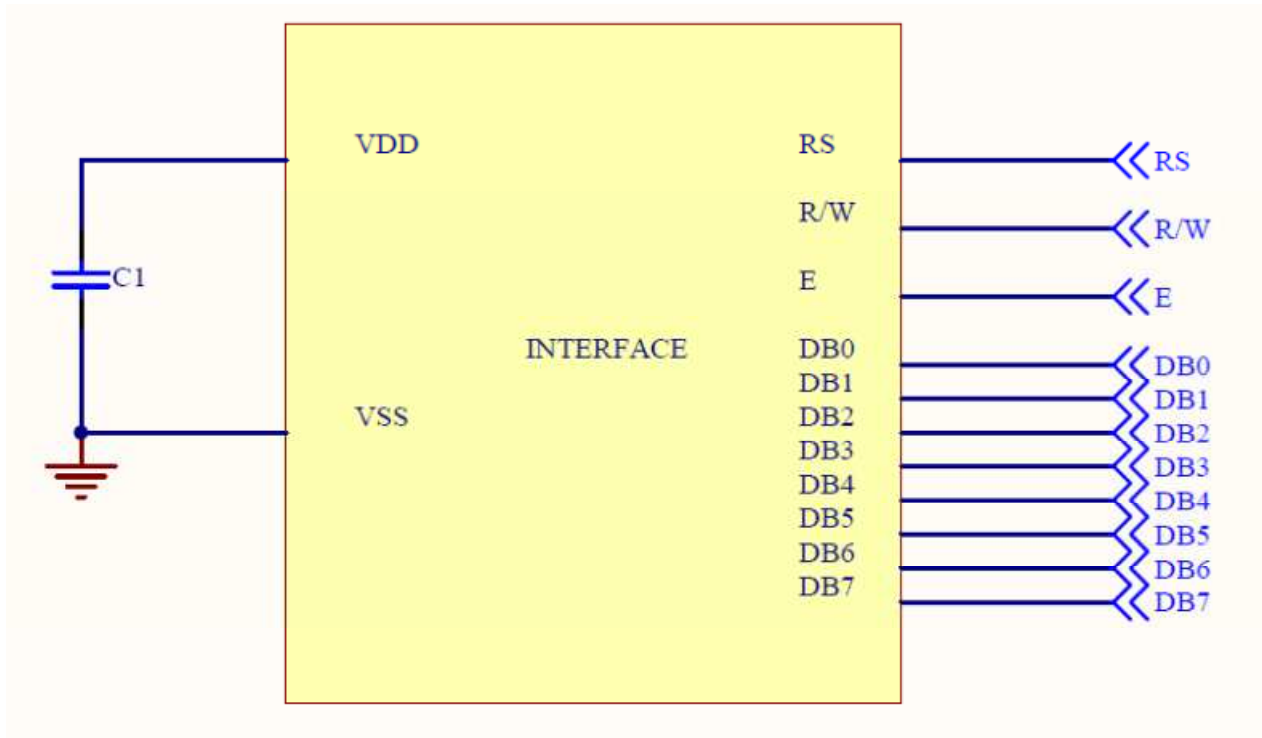 VDD
RS
RS
R/W
R/W
E
E
C1
INTERFACE
DB0
DB0
DB1
DB1
VSS
DB2
DB2
DB3
DB3
DB4
DB4
DB5
DB5
DB6
DB6
DB7
DB7